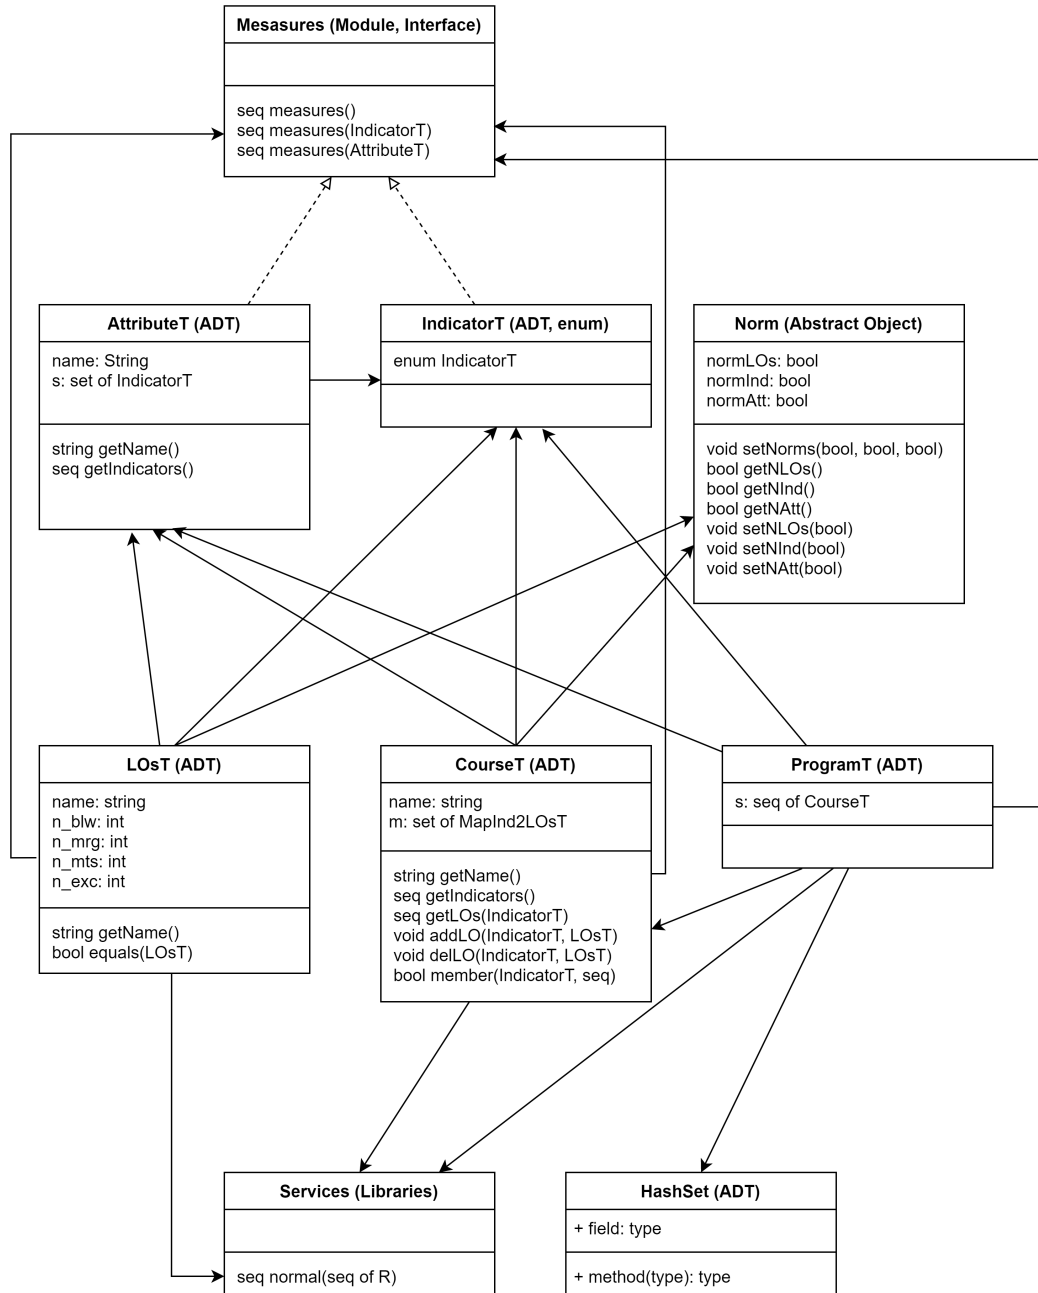 Mesasures (Module, Interface)
seq measures()
seq measures(IndicatorT)
seq measures(AttributeT)
AttributeT (ADT)
name: String
s: set of IndicatorT
string getName()
seq getIndicators()
IndicatorT (ADT, enum)
enum IndicatorT
Norm (Abstract Object)
normLOs: bool
normInd: bool
normAtt: bool
void setNorms(bool, bool, bool)
bool getNLOs()
bool getNInd()
bool getNAtt()
void setNLOs(bool)
void setNInd(bool)
void setNAtt(bool)
LOsT (ADT)
name: string
n_blw: int
n_mrg: int
n_mts: int
n_exc: int
string getName()
bool equals(LOsT)
CourseT (ADT)
name: string
m: set of MapInd2LOsT
string getName()
seq getIndicators()
seq getLOs(IndicatorT)
void addLO(IndicatorT, LOsT)
void delLO(IndicatorT, LOsT)
bool member(IndicatorT, seq)
ProgramT (ADT)
s: seq of CourseT
Services (Libraries)
seq normal(seq of R)
HashSet (ADT)
+ field: type
+ method(type): type